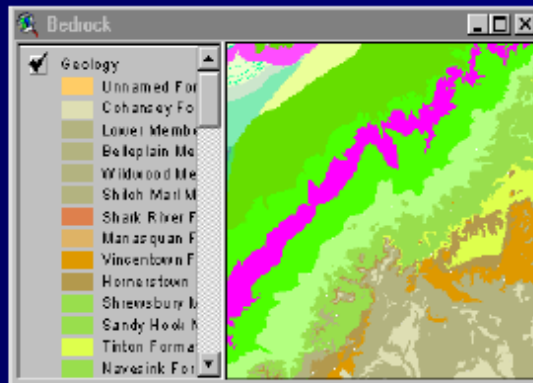 Bedrock
Geology
Unnamed For
Cohansey Fo
Lower Membe
Belleplain Me
Wildwood Me
Shiloh Marl M
Shark River F
Manasquan F
Vincentown F
Hornerstown
Shrewsbury M
Sandy Hook M
Tinton Forma
Navesink For